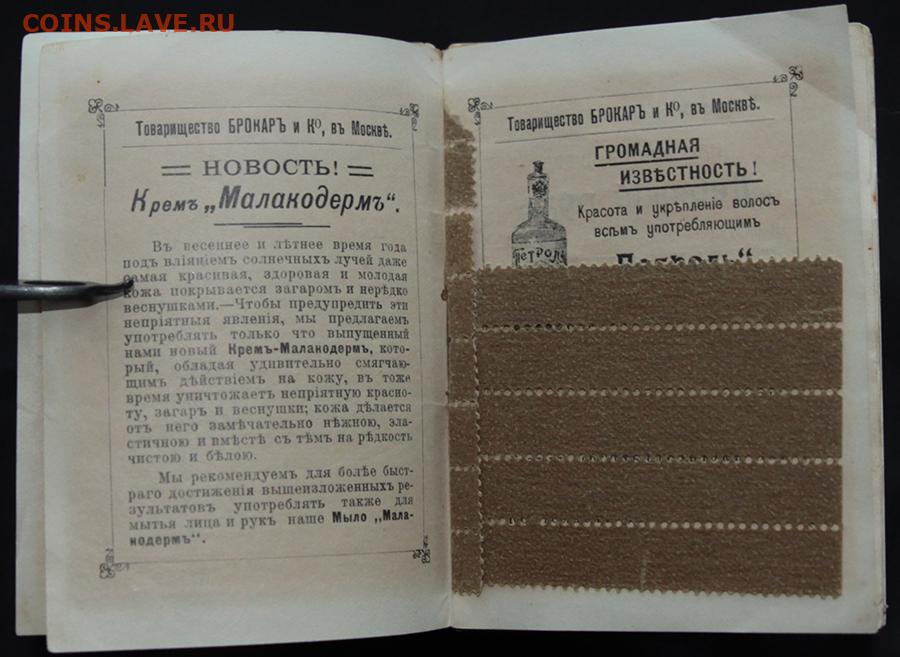 COINS.LAVE.RU
Товарищество БРОКАРЪ и Ко, въ Москвѣ.
НОВОСТЬ!
Кремъ „Малакодермъ“.
Въ весеннее и лѣтнее время года
подъ вліяніемъ солнечныхъ лучей даже
самая красивая, здоровая и молодая
кожа покрывается загаромъ и нерѣдко
веснушками.—Чтобы предупредить эти
непріятныя явленія, мы предлагаемъ
употреблять только что выпущенный
нами новый Кремъ-Малакодермъ, кото-
рый, обладая удивительно смягчаю-
щимъ дѣйствіемъ на кожу, въ тоже
время уничтожаетъ непріятную красно-
ту, загаръ и веснушки; кожа дѣлается
отъ него замѣчательно нѣжною, эла-
стичною и вмѣстѣ съ тѣмъ на рѣдкость
чистою и бѣлою.
Мы рекомендуемъ для болѣе быст-
раго достиженія вышеизложенныхъ ре-
зультатовъ употреблять также для
мытья лица и рукъ наше Мыло „Мала-
кодермъ“.
Товарищество БРОКАРЪ и Ко, въ Москвѣ.
ГРОМАДНАЯ
ИЗВѢСТНОСТЬ!
Красота и укрѣпленіе волосъ
всѣмъ употребляющимъ
ПЕТРОЛЬ
„Петроль“